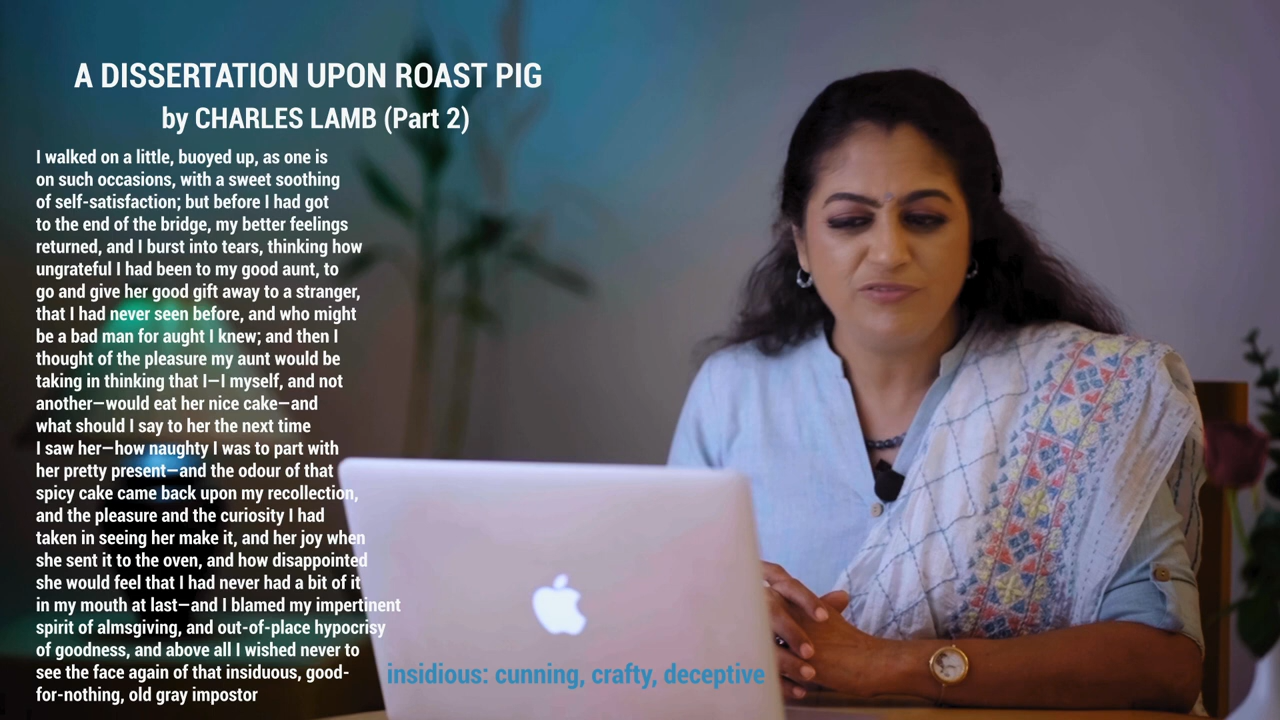 A DISSERTATION UPON ROAST PIG
by CHARLES LAMB (Part 2)
I walked on a little, buoyed up, as one is
on such occasions, with a sweet soothing
of self-satisfaction; but before I had got
to the end of the bridge, my better feelings
returned, and I burst into tears, thinking how
ungrateful I had been to my good aunt, to
go and give her good gift away to a stranger,
that I had never seen before, and who might
be a bad man for aught I knew; and then I
thought of the pleasure my aunt would be
taking in thinking that I—I myself, and not
another—would eat her nice cake—and
what should I say to her the next time
I saw her—how naughty I was to part with
her pretty present—and the odour of that
spicy cake came back upon my recollection,
and the pleasure and the curiosity I had
taken in seeing her make it, and her joy when
she sent it to the oven, and how disappointed
she would feel that I had never had a bit of it
in my mouth at last—and I blamed my impertinent
spirit of almsgiving, and out-of-place hypocrisy
of goodness, and above all I wished never to
see the face again of that insiduous, good-
for-nothing, old gray impostor
insidious: cunning, crafty, deceptive